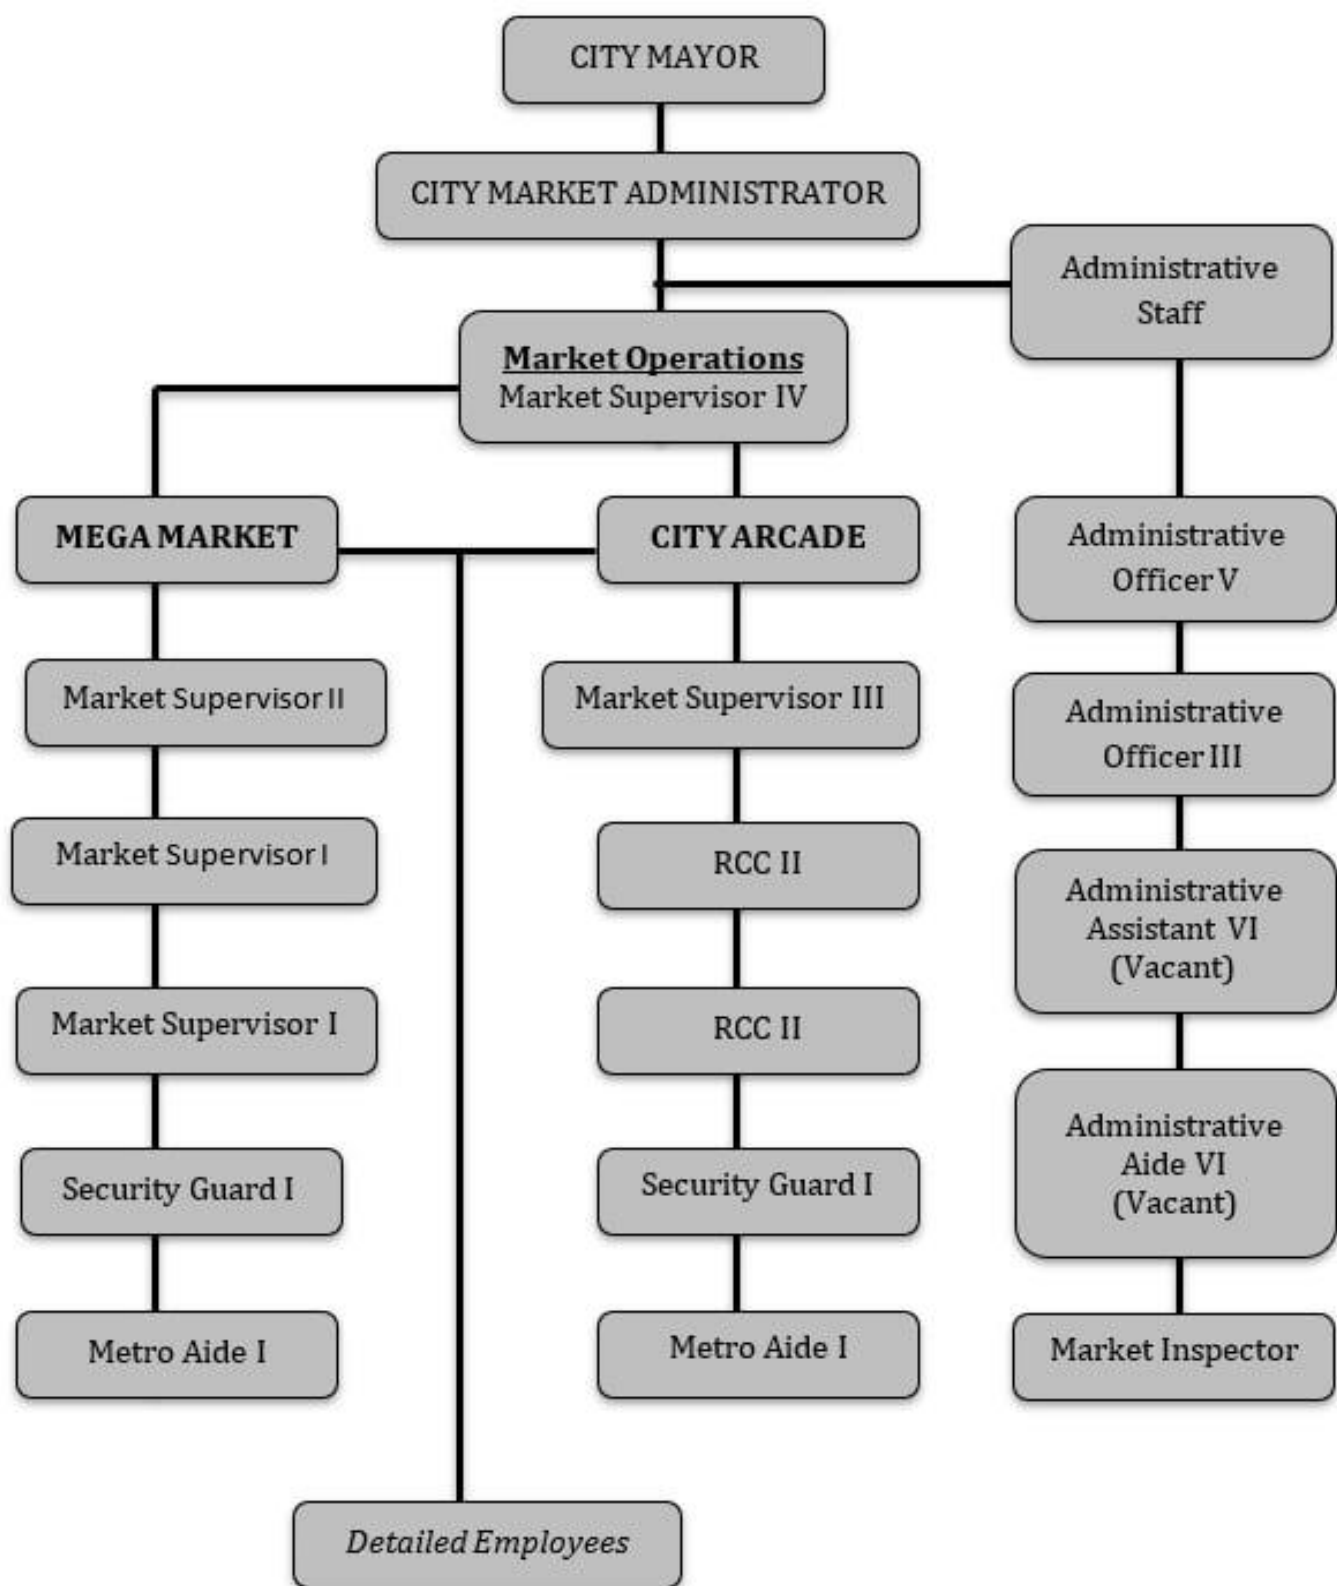 CITY MAYOR
CITY MARKET ADMINISTRATOR
Administrative
Staff
Market Operations
Market Supervisor IV
MEGA MARKET
CITY ARCADE
Administrative
Officer V
Market Supervisor II
Market Supervisor III
Administrative
Officer III
Market Supervisor I
RCC II
Administrative
Assistant VI
(Vacant)
Market Supervisor I
RCC II
Administrative
Aide VI
(Vacant)
Security Guard I
Security Guard I
Metro Aide I
Metro Aide I
Market Inspector
Detailed Employees